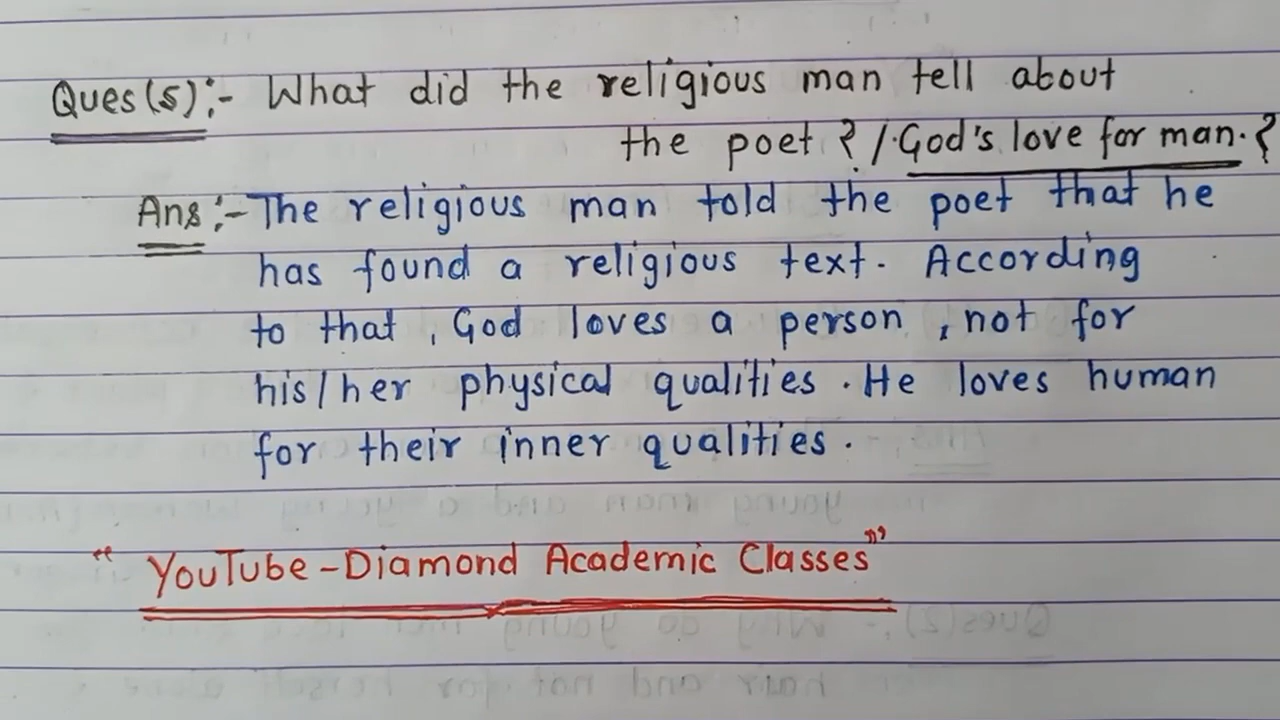 Ques(5):- What did the religious man tell about
the poet ? / God's love for man. ?
Ans:- The religious man told the poet that he
has found a religious text. According
to that, God loves a person, not for
his/her physical qualities. He loves human
for their inner qualities.
"YouTube-Diamond Academic Classes"